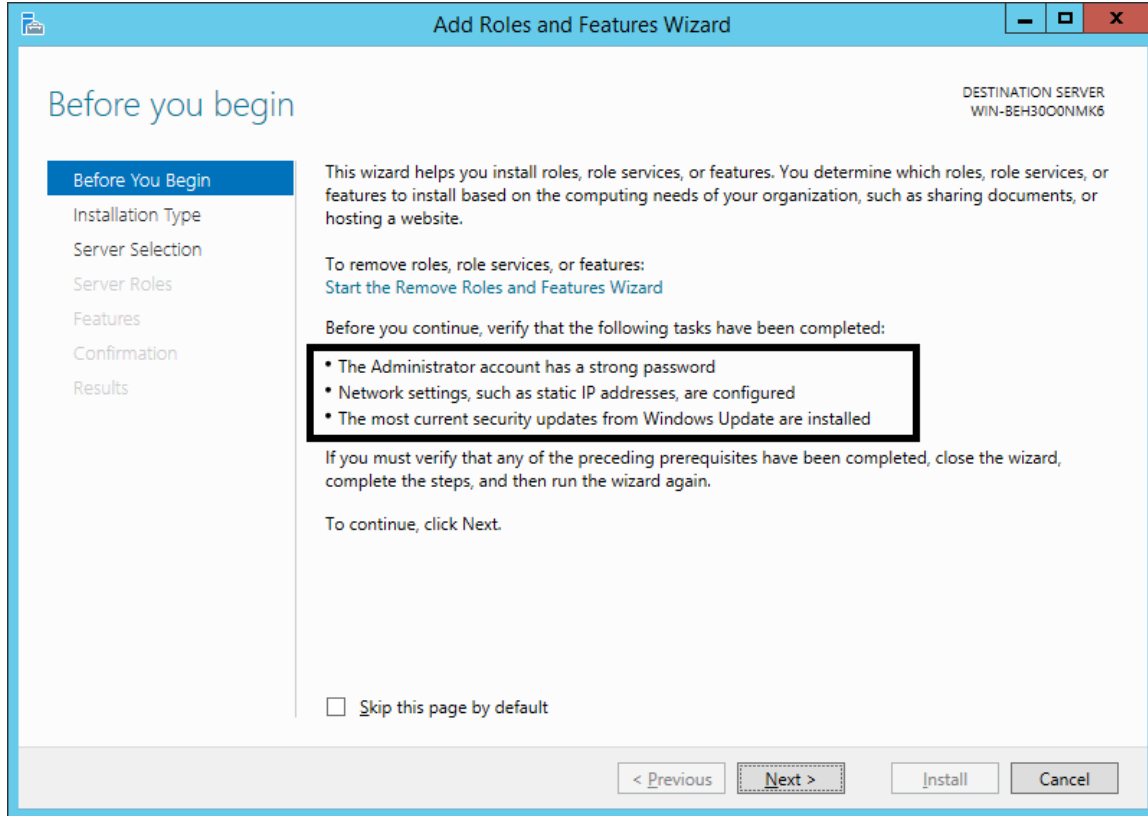 Add Roles and Features Wizard
Before you begin
DESTINATION SERVER
WIN-BEH30O0NMK6
Before You Begin
Installation Type
Server Selection
Server Roles
Features
Confirmation
Results
This wizard helps you install roles, role services, or features. You determine which roles, role services, or
features to install based on the computing needs of your organization, such as sharing documents, or
hosting a website.
To remove roles, role services, or features:
Start the Remove Roles and Features Wizard
Before you continue, verify that the following tasks have been completed:
• The Administrator account has a strong password
• Network settings, such as static IP addresses, are configured
• The most current security updates from Windows Update are installed
If you must verify that any of the preceding prerequisites have been completed, close the wizard,
complete the steps, and then run the wizard again.
To continue, click Next.
Skip this page by default
< Previous
Next >
Install
Cancel